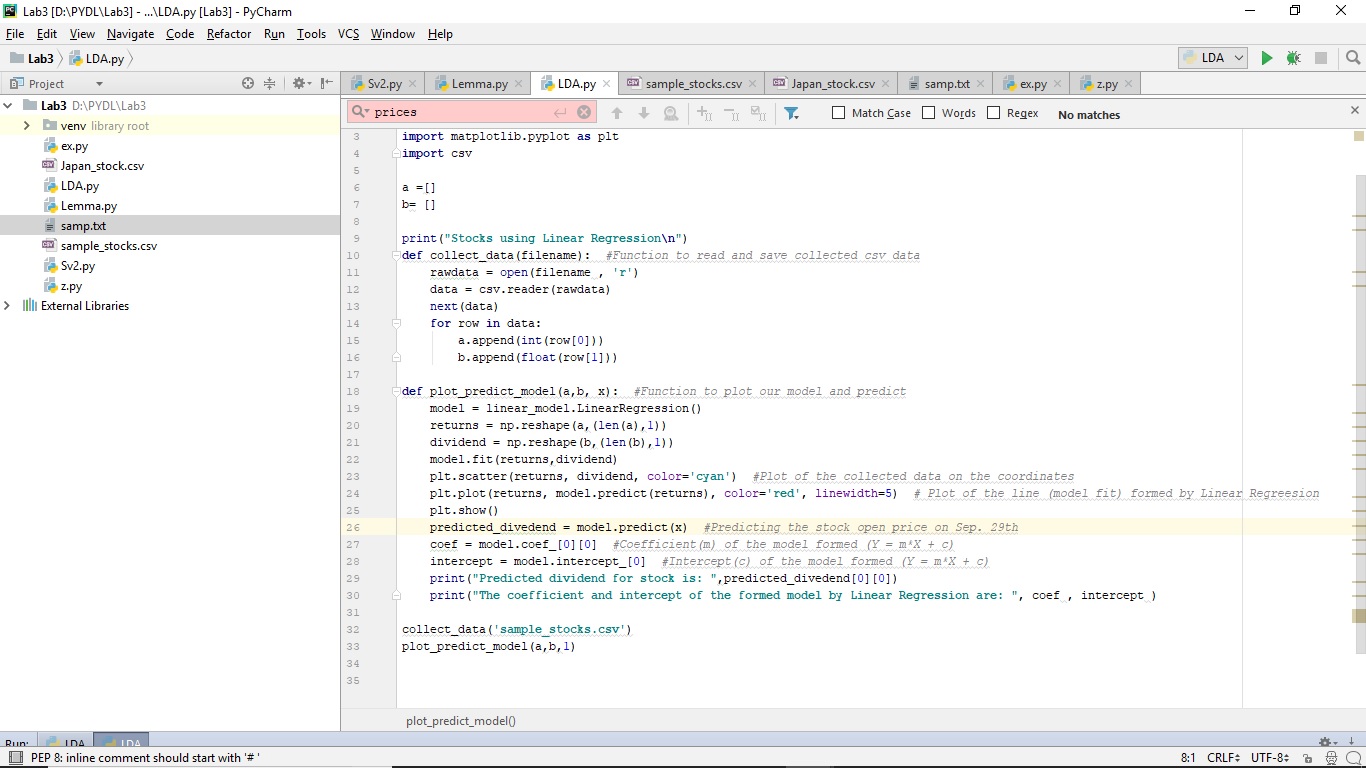 Lab3 [D:\PYDL\Lab3] - ...\LDA.py [Lab3] - PyCharm
File Edit View Navigate Code Refactor Run Tools VCS Window Help
Lab3 LDA.py LDA
Project
Sv2.py Lemma.py LDA.py sample_stocks.csv Japan_stock.csv samp.txt ex.py z.py
Lab3 D:\PYDL\Lab3
venv library root
ex.py
Japan_stock.csv
LDA.py
Lemma.py
samp.txt
sample_stocks.csv
Sv2.py
z.py
External Libraries
prices Match Case Words Regex No matches
3 import matplotlib.pyplot as plt
4 import csv
5
6 a =[]
7 b= []
8
9 print("Stocks using Linear Regression\n")
10 def collect_data(filename): #Function to read and save collected csv data
11 rawdata = open(filename , 'r')
12 data = csv.reader(rawdata)
13 next(data)
14 for row in data:
15 a.append(int(row[0]))
16 b.append(float(row[1]))
17
18 def plot_predict_model(a,b, x): #Function to plot our model and predict
19 model = linear_model.LinearRegression()
20 returns = np.reshape(a,(len(a),1))
21 dividend = np.reshape(b,(len(b),1))
22 model.fit(returns,dividend)
23 plt.scatter(returns, dividend, color='cyan') #Plot of the collected data on the coordinates
24 plt.plot(returns, model.predict(returns), color='red', linewidth=5) # Plot of the line (model fit) formed by Linear Regreesion
25 plt.show()
26 predicted_divedend = model.predict(x) #Predicting the stock open price on Sep. 29th
27 coef = model.coef_[0][0] #Coefficient(m) of the model formed (Y = m*X + c)
28 intercept = model.intercept_[0] #Intercept(c) of the model formed (Y = m*X + c)
29 print("Predicted dividend for stock is: ",predicted_divedend[0][0])
30 print("The coefficient and intercept of the formed model by Linear Regression are: ", coef , intercept )
31
32 collect_data('sample_stocks.csv')
33 plot_predict_model(a,b,1)
34
35
plot_predict_model()
Run: LDA LDA
PEP 8: inline comment should start with '# ' 8:1 CRLF UTF-8